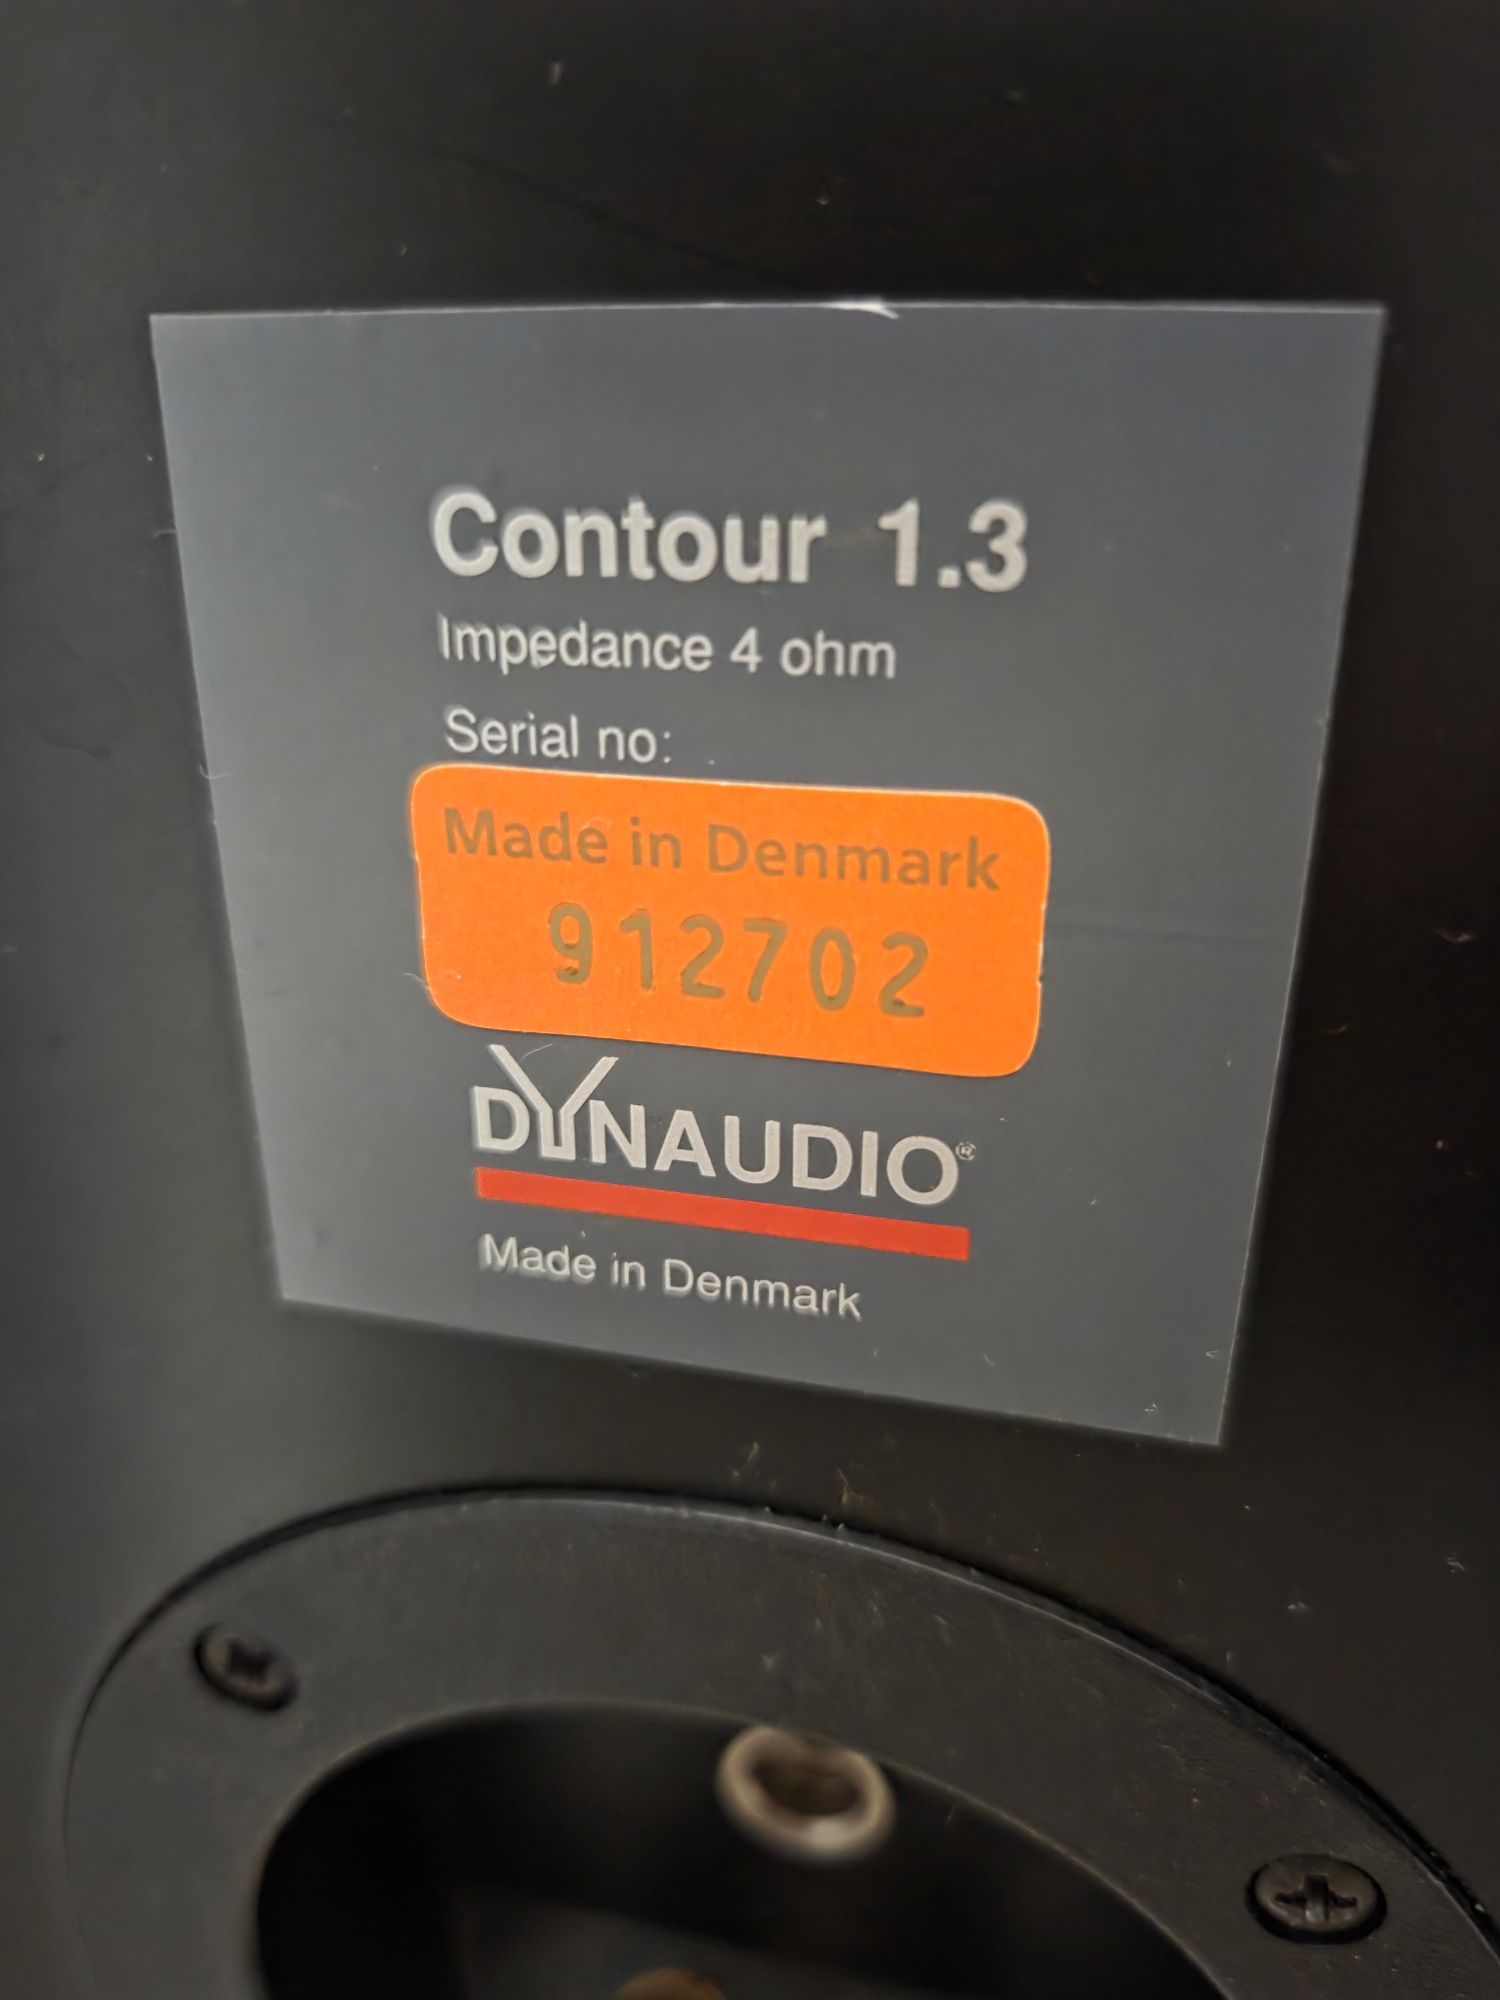 Contour 1.3
Impedance 4 ohm
Serial no:
Made in Denmark
912702
DYNAUDIO®
Made in Denmark